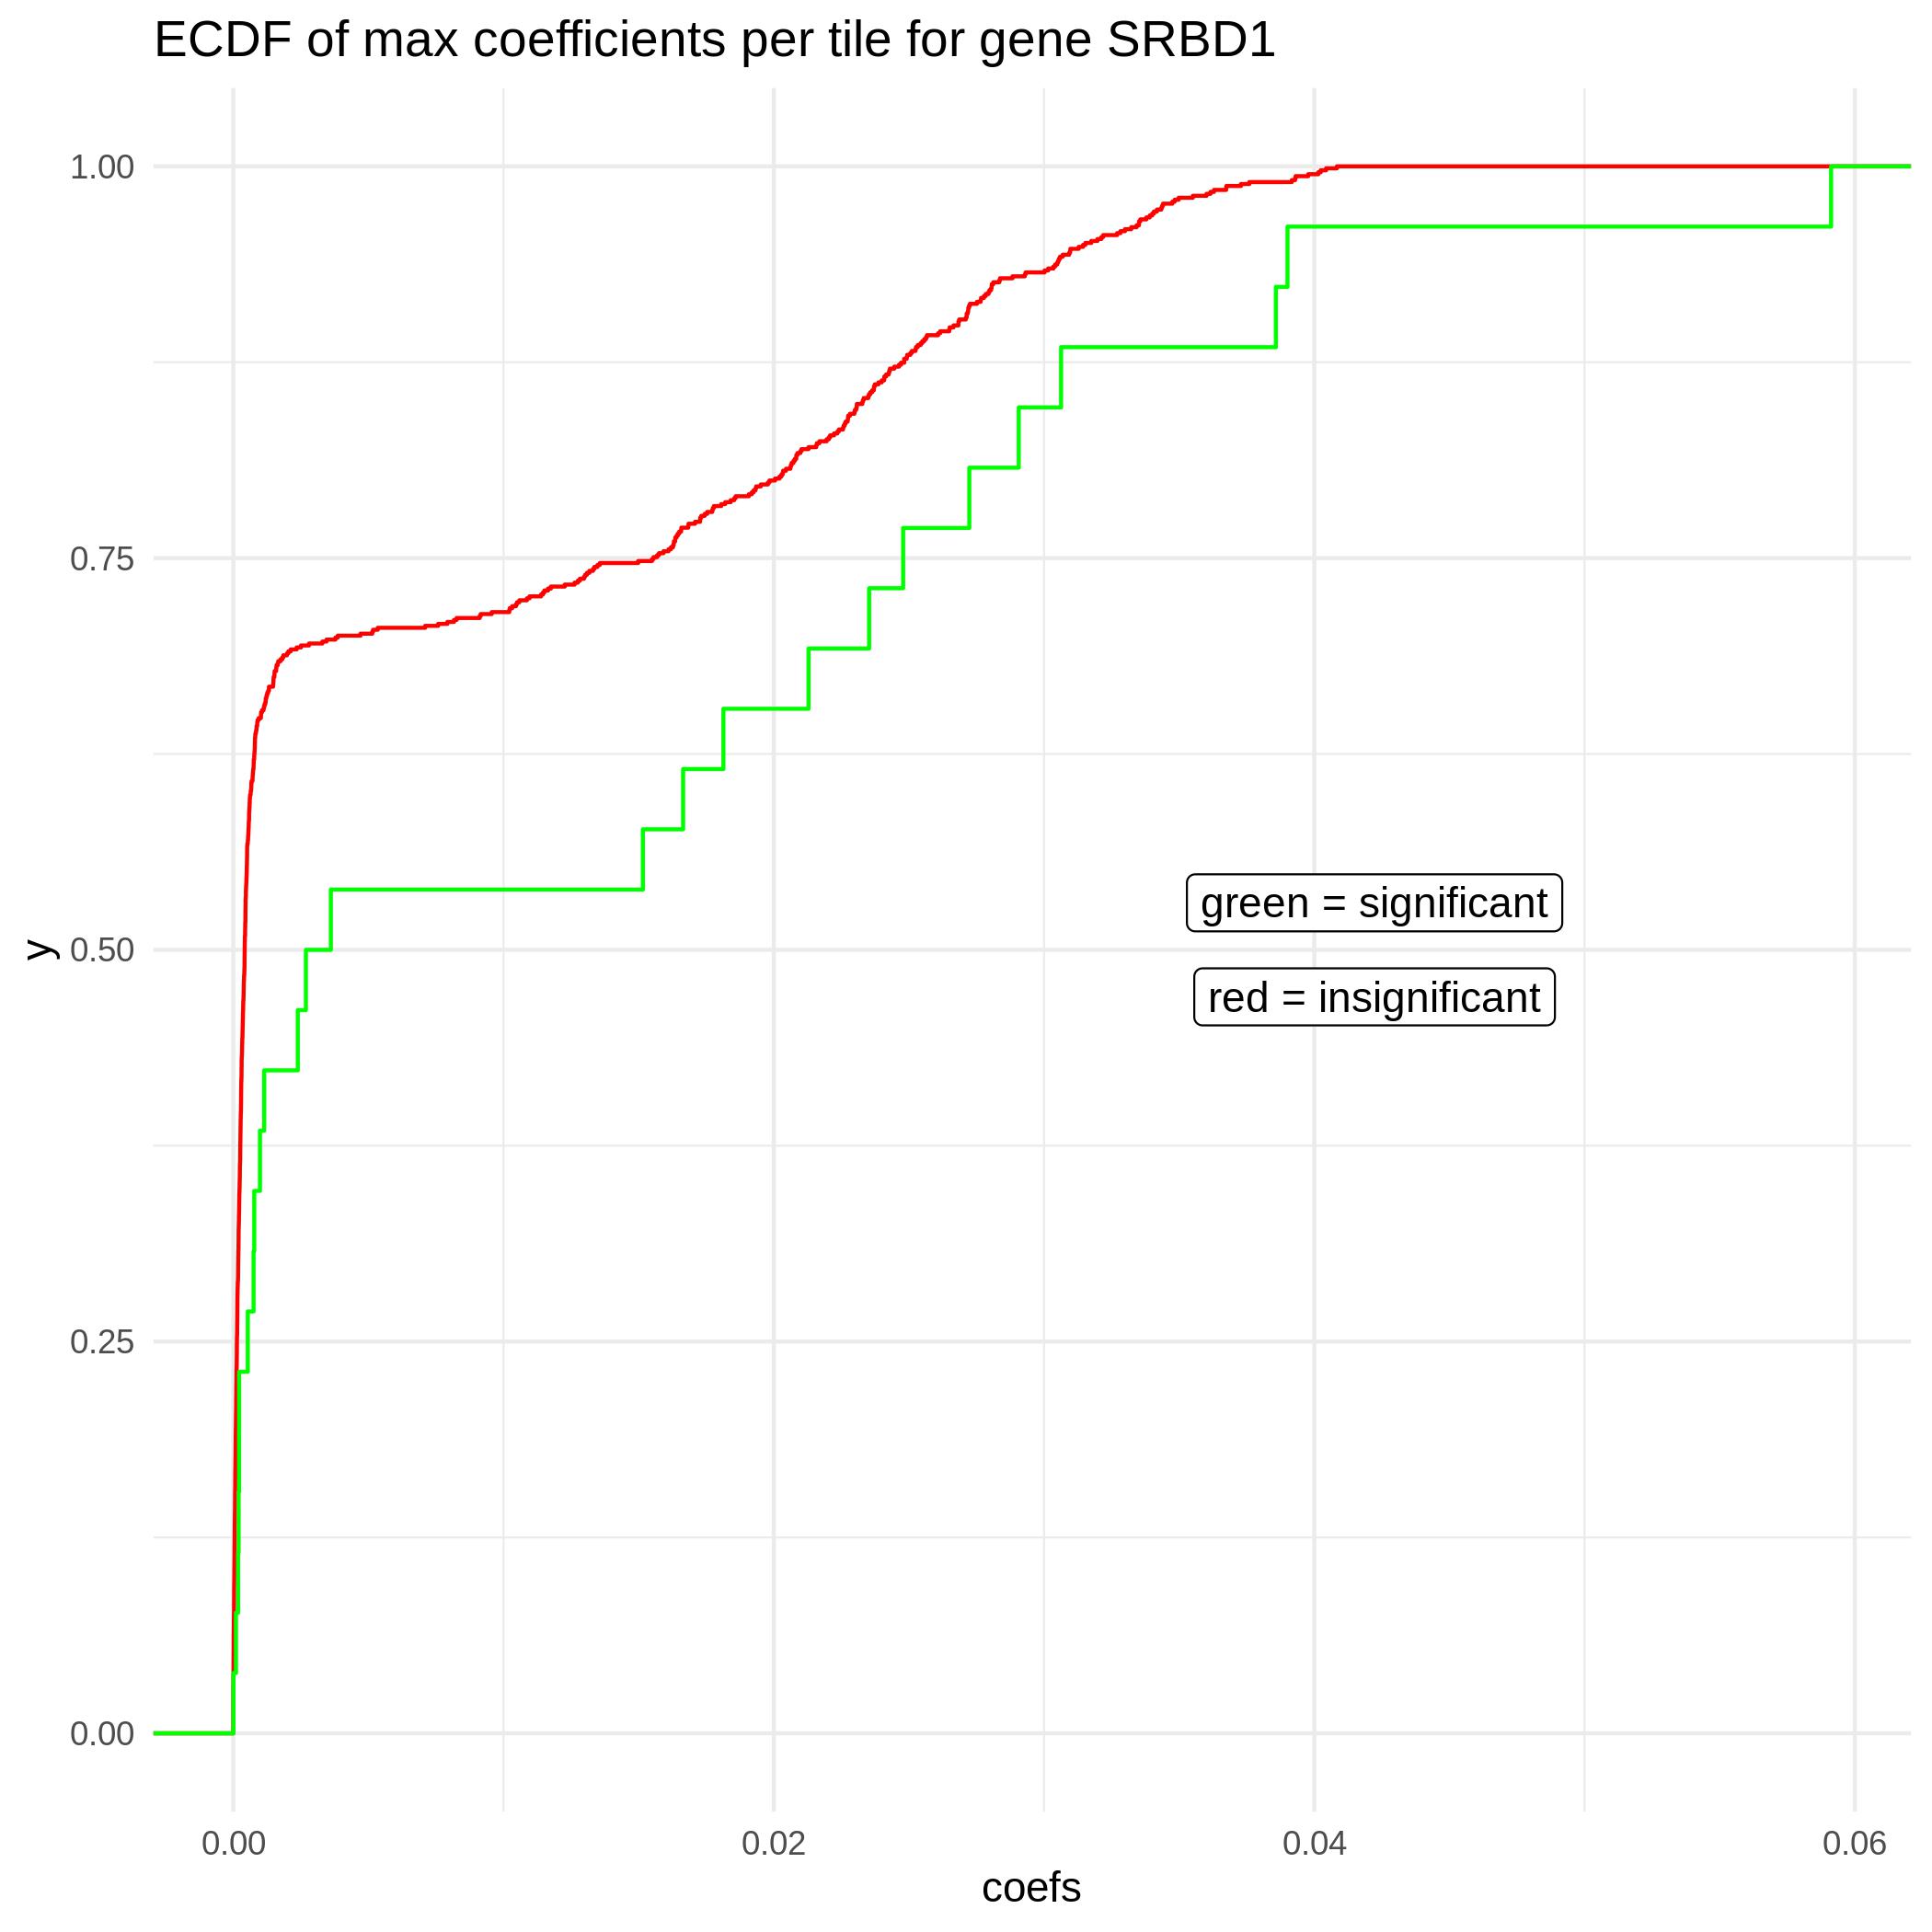 ECDF of max coefficients per tile for gene SRBD1
1.00
0.75
0.50
0.25
0.00
y
green = significant
red = insignificant
0.00 0.02 0.04 0.06
coefs